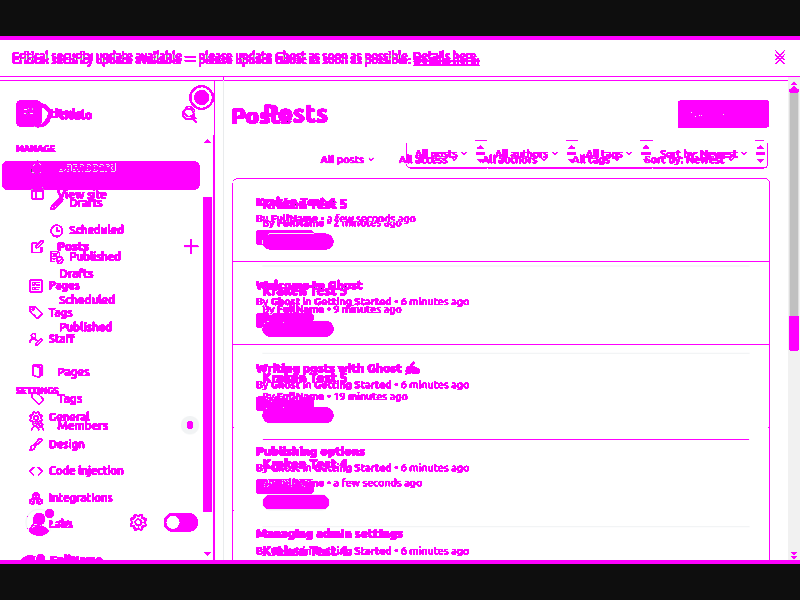 Critical security update available — please update Ghost as soon as possible. Details here.
Posts
Posts
MANAGE
View site
Drafts
Scheduled
Posts
Published
Drafts
Pages
Scheduled
Tags
Published
Staff
Pages
SETTINGS
Tags
General
Members
Design
Code injection
Integrations
Labs
All posts
All access
All authors
All tags
Sort by: Newest
All posts
All authors
All tags
Sort by: Newest
Kraken Test 5
By FullName • a few seconds ago
By FullName • 2 minutes ago
Welcome to Ghost
Kraken Test 5
By Ghost in Getting Started • 6 minutes ago
By FullName • 9 minutes ago
Writing posts with Ghost ✍️
Kraken Test 5
By Ghost in Getting Started • 6 minutes ago
By FullName • 19 minutes ago
Publishing options
Kraken Test 4
By Ghost in Getting Started • 6 minutes ago
• a few seconds ago
Managing admin settings
Kraken Test 4
By Ghost in Getting Started • 6 minutes ago